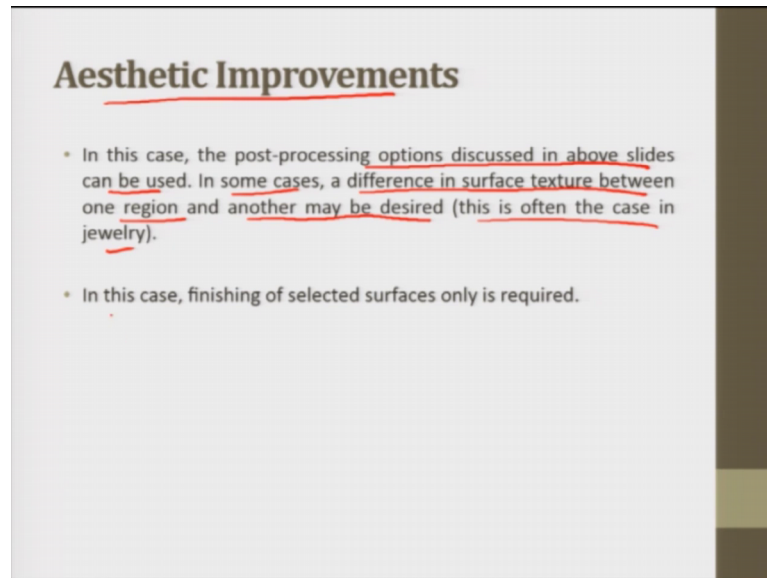 Aesthetic Improvements
• In this case, the post-processing options discussed in above slides
can be used. In some cases, a difference in surface texture between
one region and another may be desired (this is often the case in
jewelry).
• In this case, finishing of selected surfaces only is required.